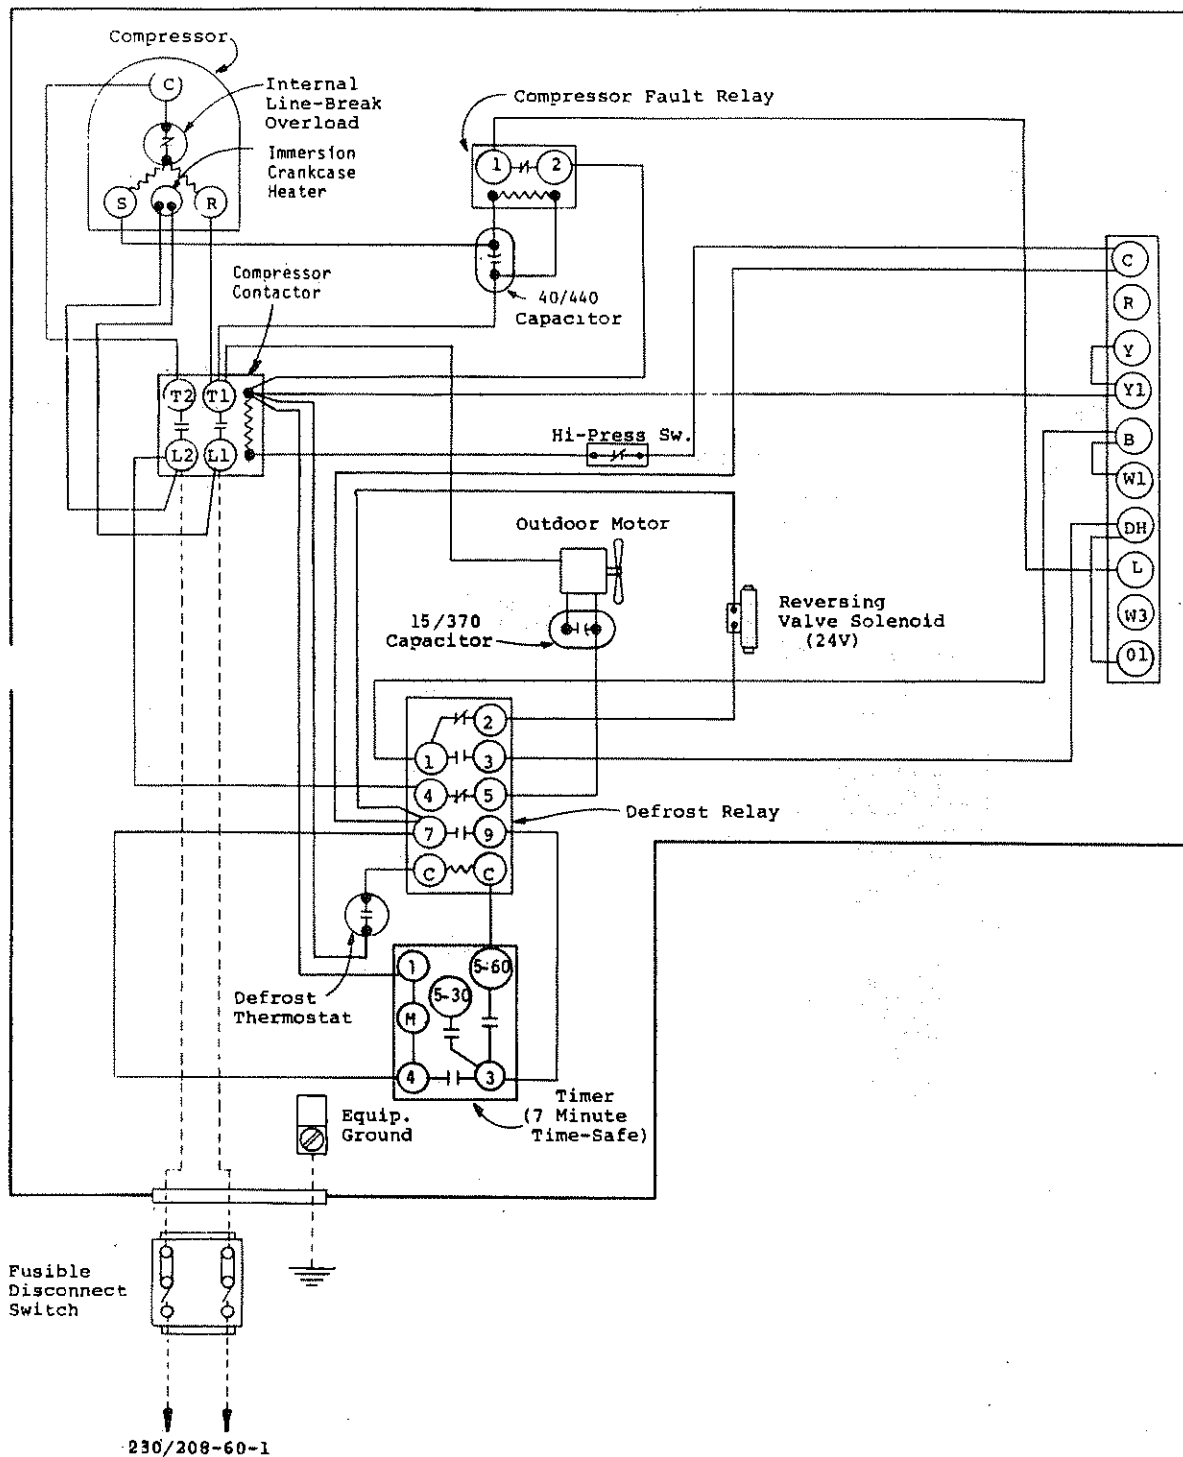 Compressor
C
Internal
Line-Break
Overload
Immersion
Crankcase
Heater
S
R
Compressor Fault Relay
1
2
40/440
Capacitor
Compressor
Contactor
T2
T1
L2
L1
Hi-Press Sw.
C
R
Y
Y1
B
W1
DH
L
W3
O1
Outdoor Motor
15/370
Capacitor
Reversing
Valve Solenoid
(24V)
2
1
3
4
5
7
9
C
C
Defrost Relay
Defrost
Thermostat
1
5-60
5-30
M
4
3
Timer
(7 Minute
Time-Safe)
Equip.
Ground
Fusible
Disconnect
Switch
230/208-60-1